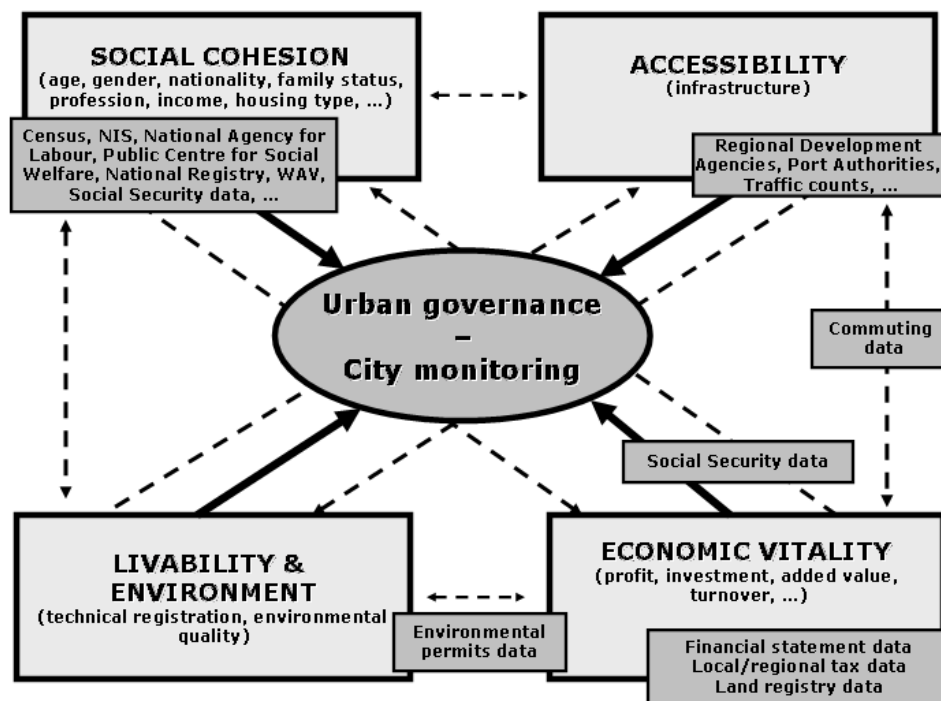 SOCIAL COHESION
(age, gender, nationality, family status,
profession, income, housing type, ...)
Census, NIS, National Agency for
Labour, Public Centre for Social
Welfare, National Registry, WAV,
Social Security data, ...
ACCESSIBILITY
(infrastructure)
Regional Development
Agencies, Port Authorities,
Traffic counts, ...
Urban governance
–
City monitoring
Commuting
data
Social Security data
LIVABILITY &
ENVIRONMENT
(technical registration, environmental
quality)
Environmental
permits data
ECONOMIC VITALITY
(profit, investment, added value,
turnover, ...)
Financial statement data
Local/regional tax data
Land registry data